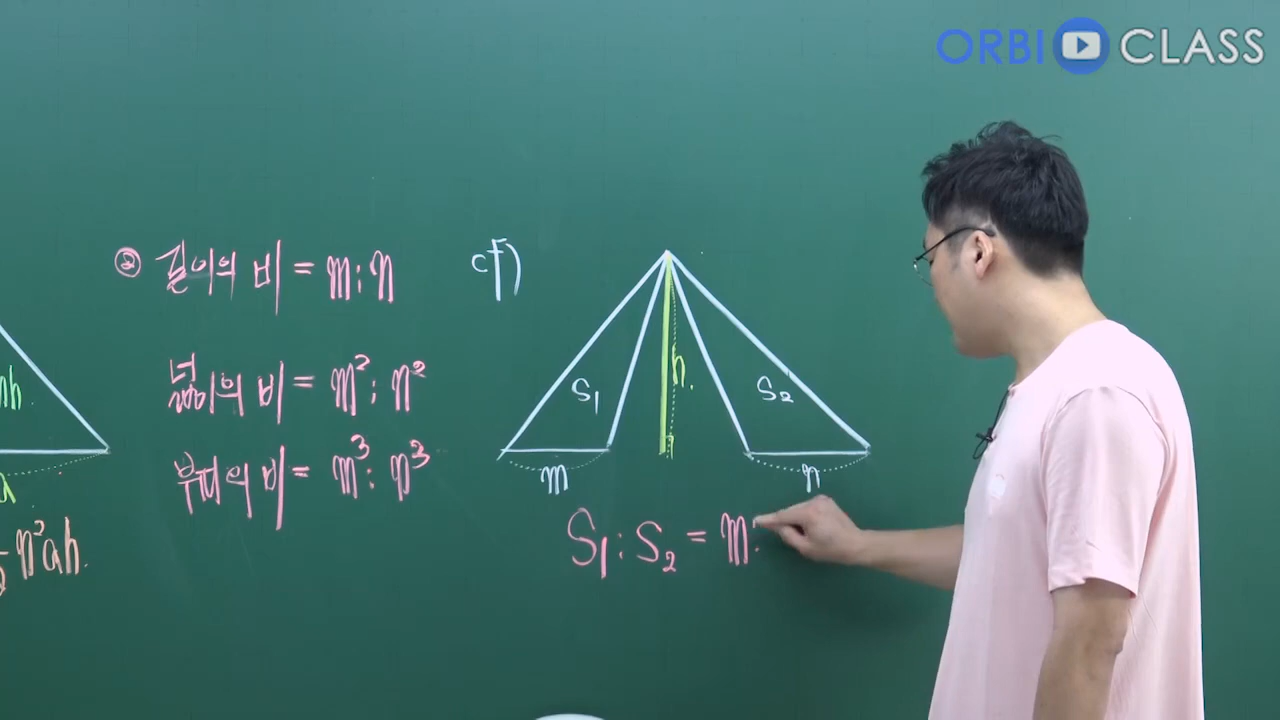 ORBI CLASS
② 길이의 비 = m : n
넓이의 비 = m² : n²
부피의 비 = m³ : n³
cf)
h
S₁
S₂
m
n
S₁ : S₂ = m :
a
n²ah.